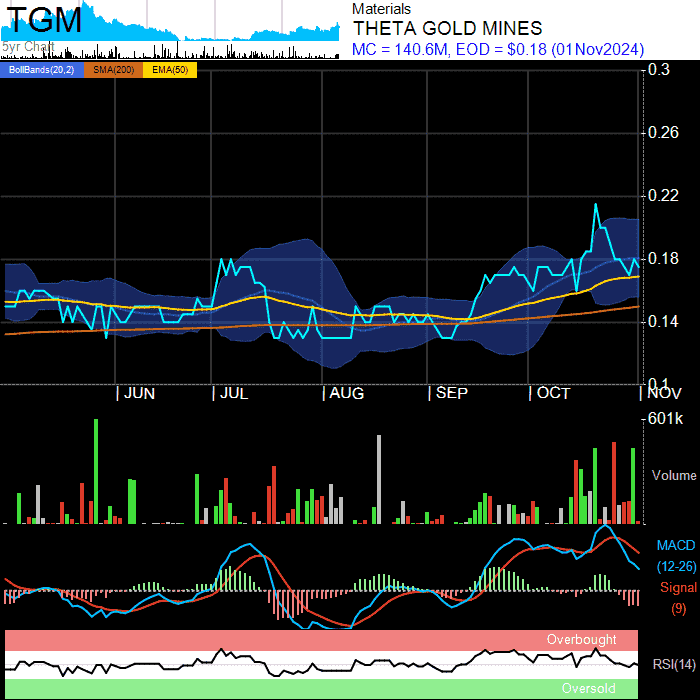 TGM
5yr Chart
Materials
THETA GOLD MINES
MC = 140.6M, EOD = $0.18 (01Nov2024)
BollBands(20,2) SMA(200) EMA(50)
0.3
0.26
0.22
0.18
0.14
0.1
JUN JUL AUG SEP OCT NOV
601k
Volume
MACD
(12-26)
Signal
(9)
Overbought
RSI(14)
Oversold